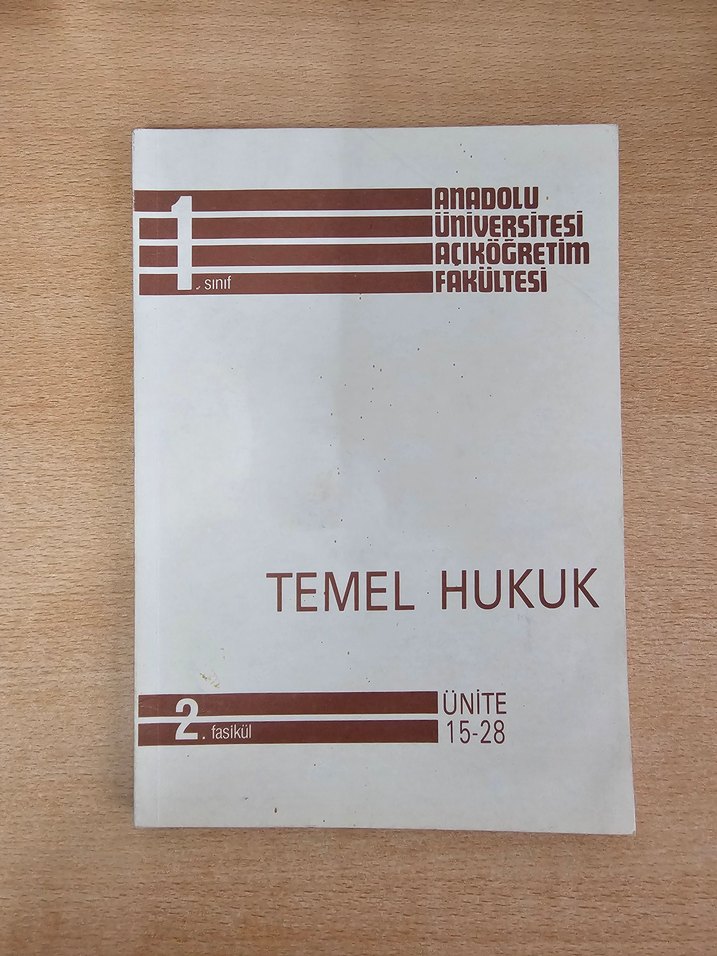 1. sınıf
ANADOLU
ÜNİVERSİTESİ
AÇIKÖĞRETİM
FAKÜLTESİ
TEMEL HUKUK
2. fasikül
ÜNİTE
15-28